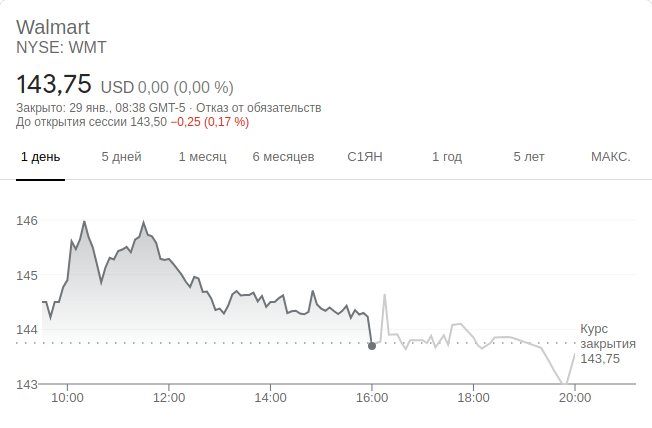 Walmart
NYSE: WMT
143,75 USD 0,00 (0,00 %)
Закрыто: 29 янв., 08:38 GMT-5 · Отказ от обязательств
До открытия сессии 143,50 −0,25 (0,17 %)
1 день 5 дней 1 месяц 6 месяцев С1ЯН 1 год 5 лет МАКС.
146
145
144
Курс
закрытия
143,75
143
10:00 12:00 14:00 16:00 18:00 20:00